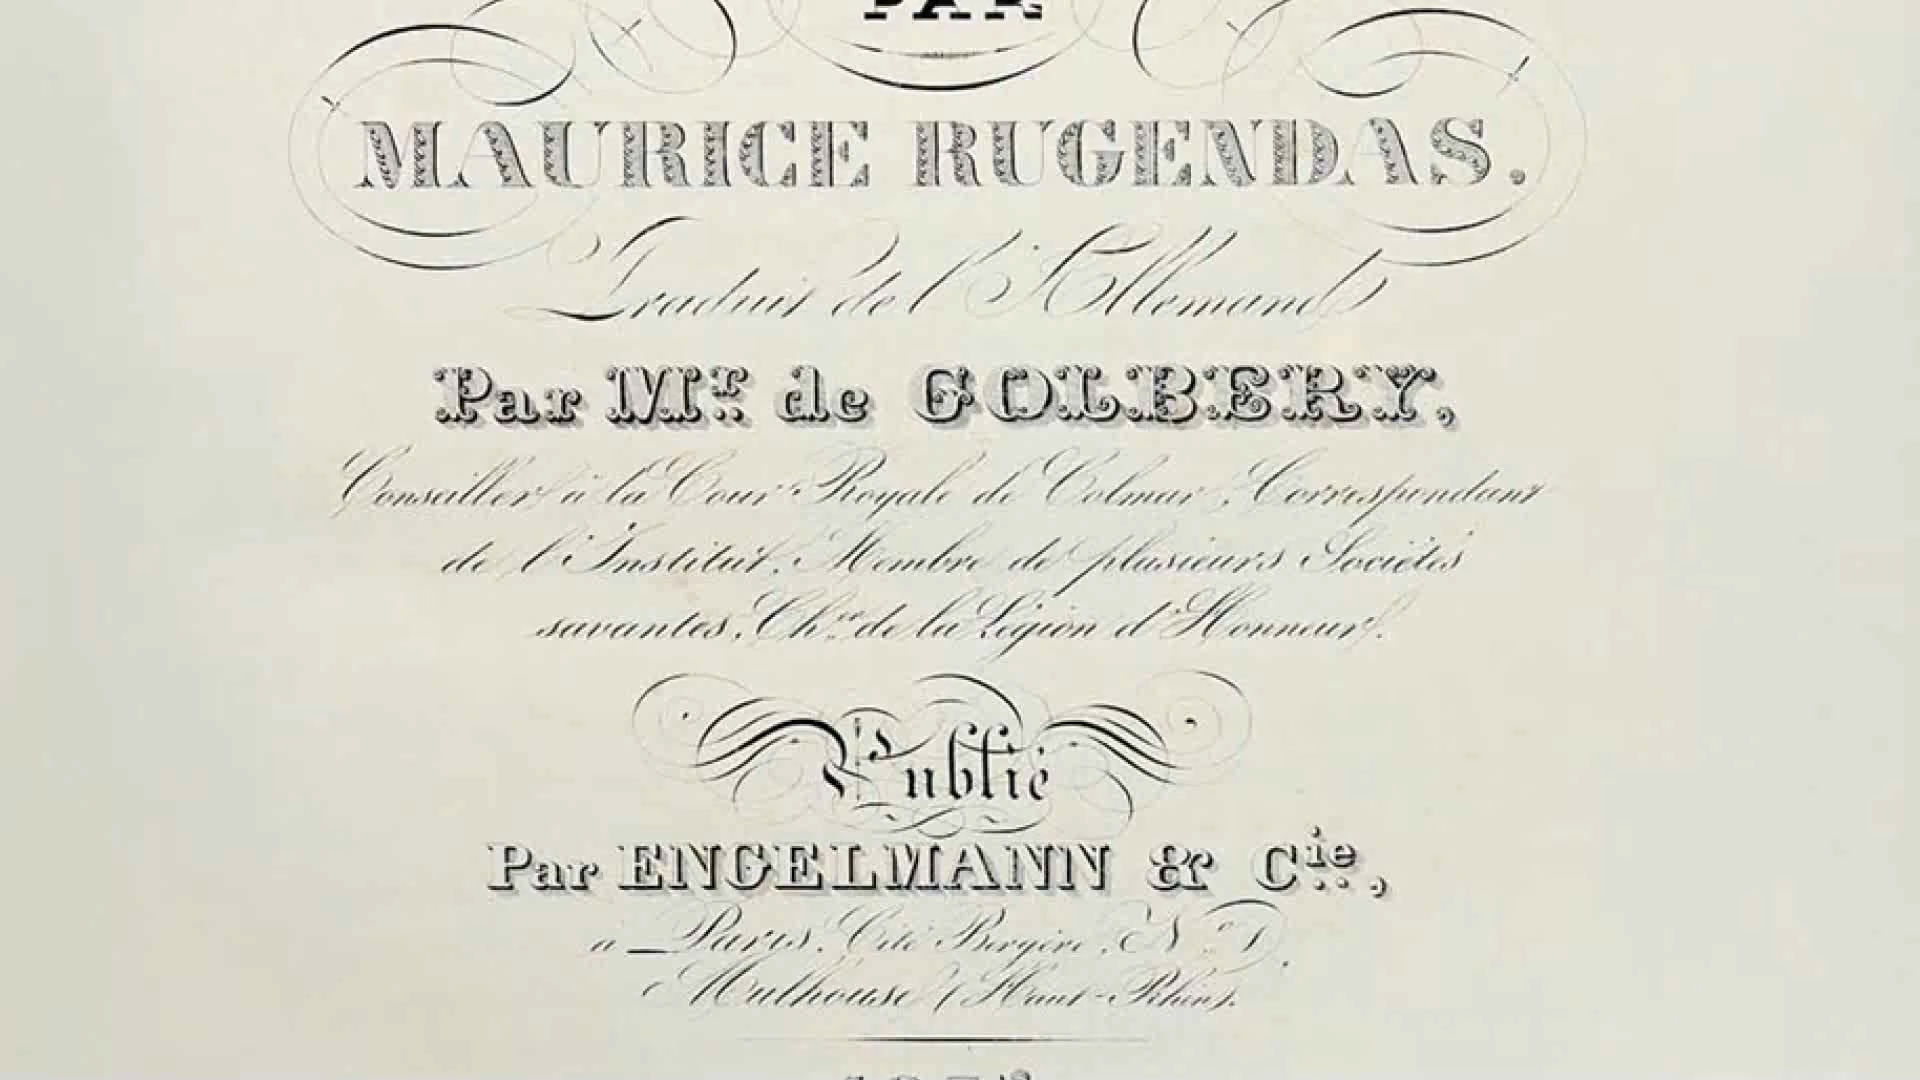 PAR
MAURICE RUGENDAS.
Traduit de l'Allemand
Par Mr. de GOLBERY,
Conseiller à la Cour Royale de Colmar, Correspondant
de l'Institut, Membre de plusieurs Sociétés
savantes, Chr. de la Légion d'Honneur.
Publié
Par ENGELMANN & Cie.,
à Paris, Cité Bergère, No 1,
Mulhouse (Haut-Rhin).